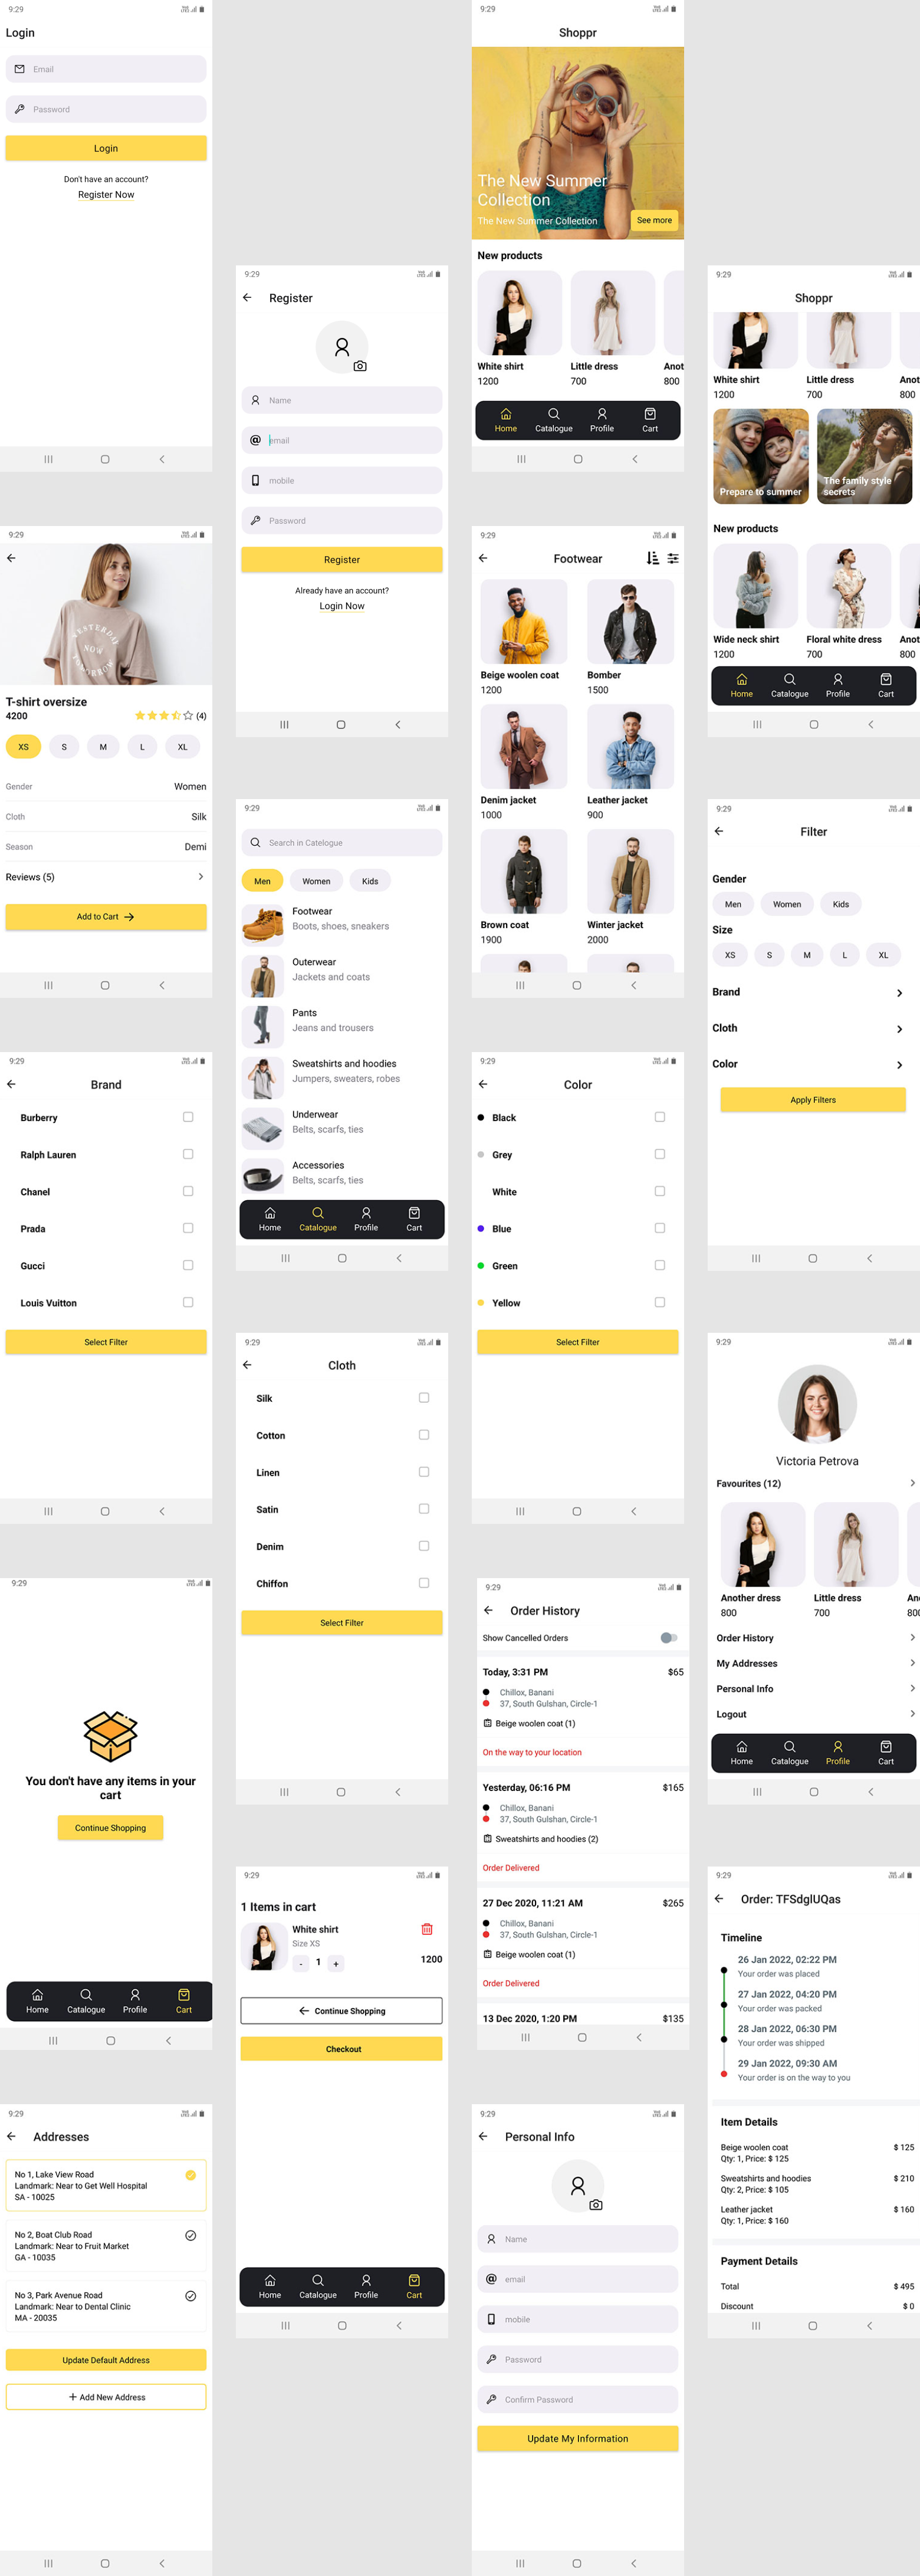 9:29
Login
Email
Password
Login
Don't have an account?
Register Now
9:29
Shoppr
The New Summer
Collection
The New Summer Collection
See more
New products
White shirt
Little dress
Anot
1200
700
800
Home
Catalogue
Profile
Cart
9:29
Register
Name
email
mobile
Password
Register
Already have an account?
Login Now
9:29
Shoppr
White shirt
Little dress
Anot
1200
700
800
Prepare to summer
The family style
secrets
New products
Wide neck shirt
Floral white dress
Anot
1200
700
800
Home
Catalogue
Profile
Cart
9:29
YESTERDAY
NOW
TOMORROW
T-shirt oversize
4200
(4)
XS
S
M
L
XL
Gender
Women
Cloth
Silk
Season
Demi
Reviews (5)
Add to Cart
9:29
Footwear
Beige woolen coat
Bomber
1200
1500
Denim jacket
Leather jacket
1000
900
Brown coat
Winter jacket
1900
2000
9:29
Search in Catelogue
Men
Women
Kids
Footwear
Boots, shoes, sneakers
Outerwear
Jackets and coats
Pants
Jeans and trousers
Sweatshirts and hoodies
Jumpers, sweaters, robes
Underwear
Belts, scarfs, ties
Accessories
Belts, scarfs, ties
Home
Catalogue
Profile
Cart
9:29
Filter
Gender
Men
Women
Kids
Size
XS
S
M
L
XL
Brand
Cloth
Color
Apply Filters
9:29
Brand
Burberry
Ralph Lauren
Chanel
Prada
Gucci
Louis Vuitton
Select Filter
9:29
Color
Black
Grey
White
Blue
Green
Yellow
Select Filter
9:29
Cloth
Silk
Cotton
Linen
Satin
Denim
Chiffon
Select Filter
9:29
Victoria Petrova
Favourites (12)
Another dress
Little dress
An
800
700
800
Order History
My Addresses
Personal Info
Logout
Home
Catalogue
Profile
Cart
9:29
You don't have any items in your
cart
Continue Shopping
Home
Catalogue
Profile
Cart
9:29
Order History
Show Cancelled Orders
Today, 3:31 PM
$65
Chillox, Banani
37, South Gulshan, Circle-1
Beige woolen coat (1)
On the way to your location
Yesterday, 06:16 PM
$165
Chillox, Banani
37, South Gulshan, Circle-1
Sweatshirts and hoodies (2)
Order Delivered
27 Dec 2020, 11:21 AM
$265
Chillox, Banani
37, South Gulshan, Circle-1
Beige woolen coat (1)
Order Delivered
13 Dec 2020, 1:20 PM
$135
9:29
1 Items in cart
White shirt
Size XS
-
1
+
1200
Continue Shopping
Checkout
Home
Catalogue
Profile
Cart
9:29
Order: TFSdglUQas
Timeline
26 Jan 2022, 02:22 PM
Your order was placed
27 Jan 2022, 04:20 PM
Your order was packed
28 Jan 2022, 06:30 PM
Your order was shipped
29 Jan 2022, 09:30 AM
Your order is on the way to you
Item Details
Beige woolen coat
$ 125
Qty: 1, Price: $ 125
Sweatshirts and hoodies
$ 210
Qty: 2, Price: $ 105
Leather jacket
$ 160
Qty: 1, Price: $ 160
Payment Details
Total
$ 495
Discount
$ 0
9:29
Addresses
No 1, Lake View Road
Landmark: Near to Get Well Hospital
SA - 10025
No 2, Boat Club Road
Landmark: Near to Fruit Market
GA - 10035
No 3, Park Avenue Road
Landmark: Near to Dental Clinic
MA - 20035
Update Default Address
+ Add New Address
9:29
Personal Info
Name
email
mobile
Password
Confirm Password
Update My Information